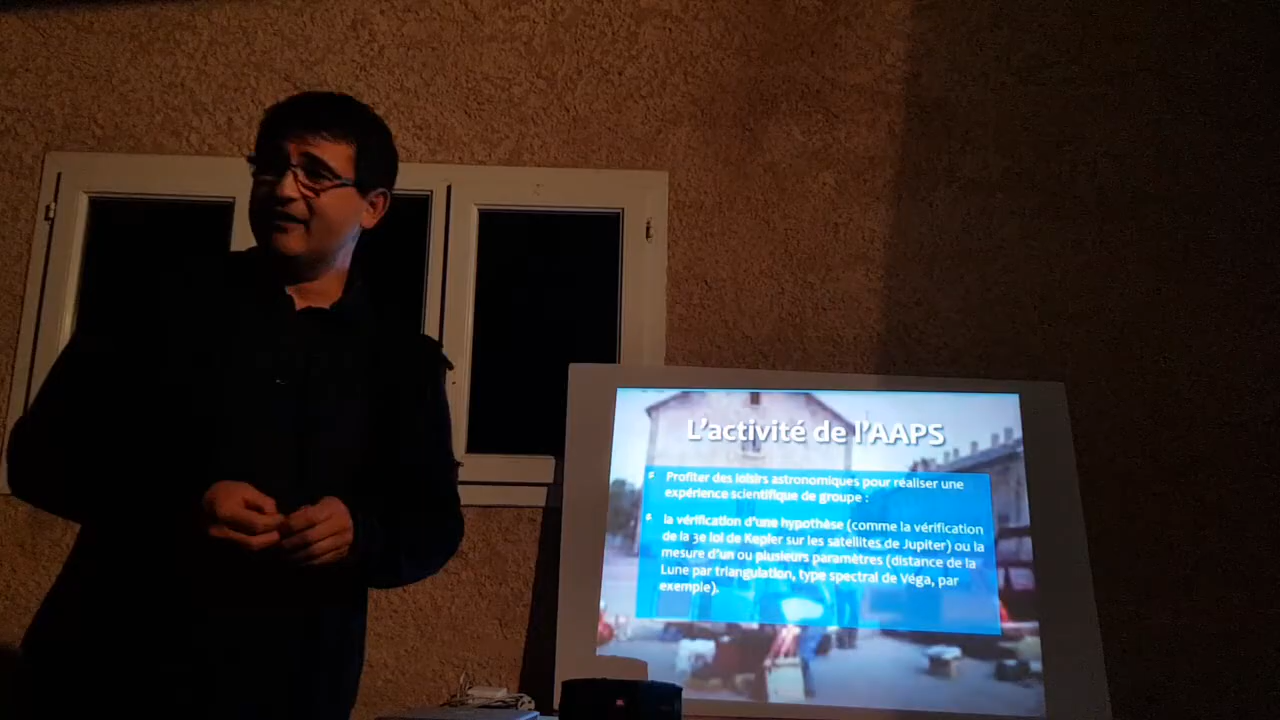 L'activité de l'AAPS
Profiter des loisirs astronomiques pour réaliser une
expérience scientifique de groupe :
la vérification d'une hypothèse (comme la vérification
de la 3e loi de Kepler sur les satellites de Jupiter) ou la
mesure d'un ou plusieurs paramètres (distance de la
Lune par triangulation, type spectral de Véga, par
exemple).